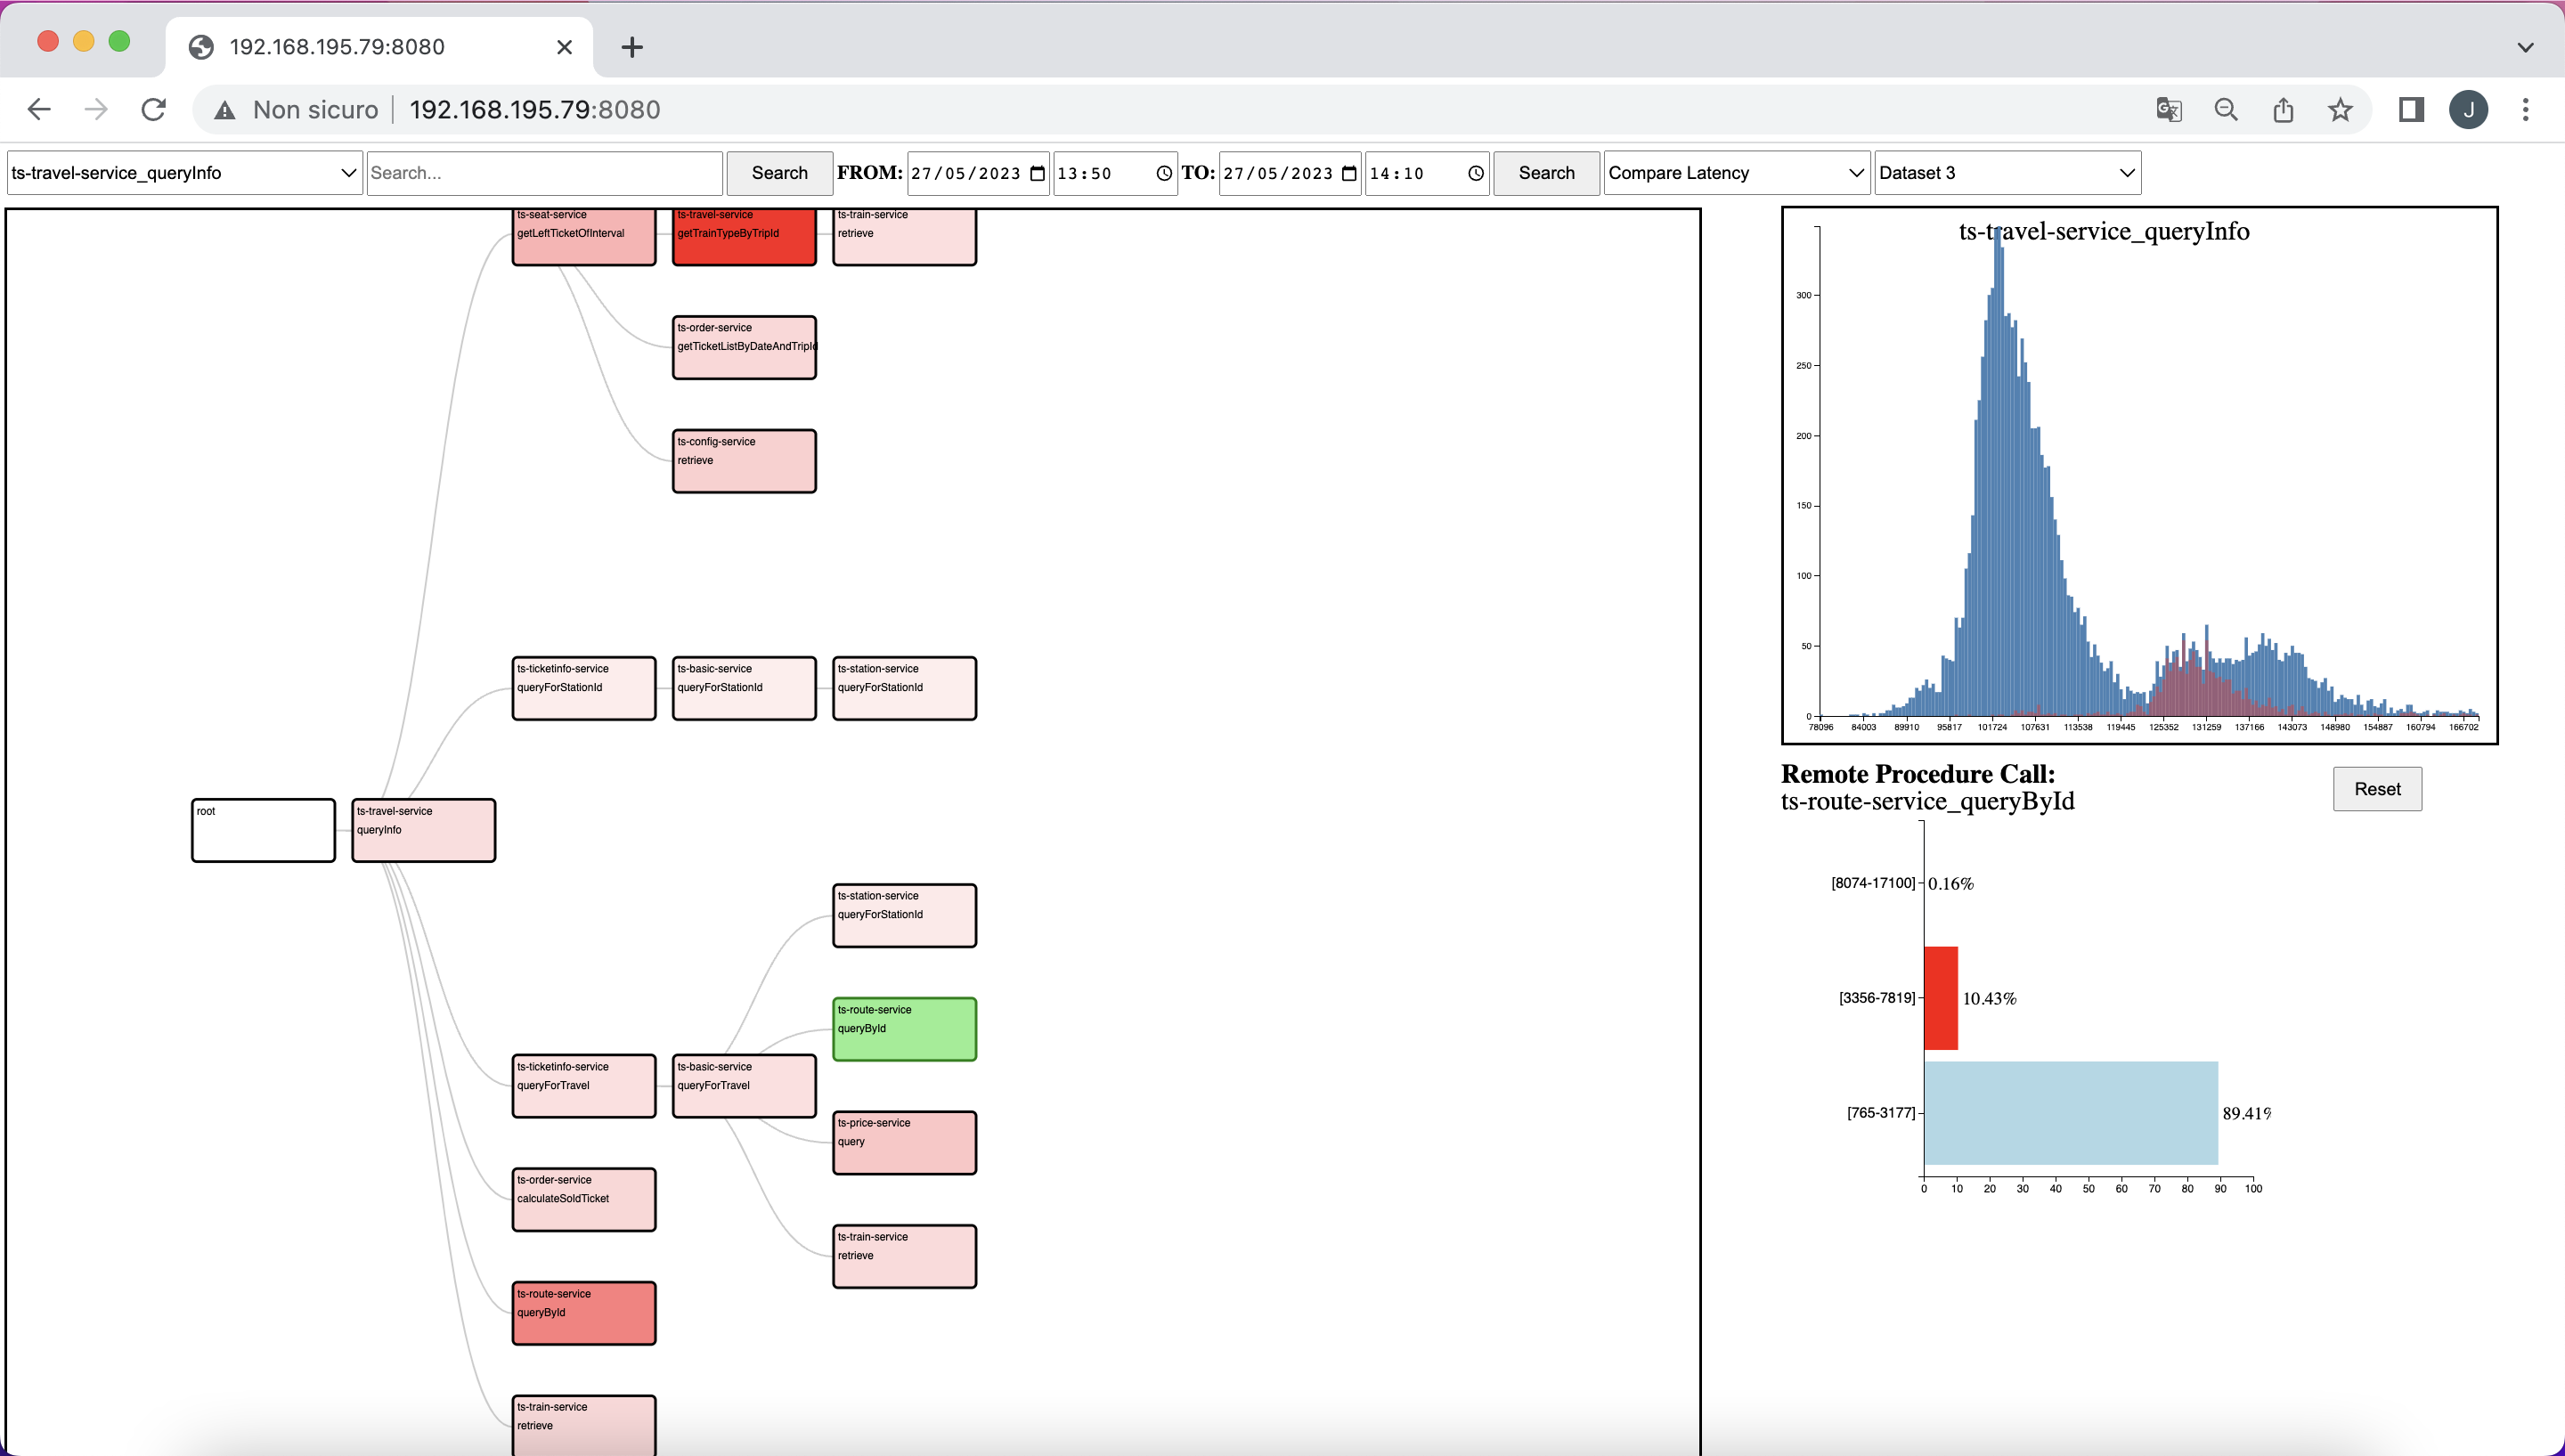 192.168.195.79:8080
Non sicuro
192.168.195.79:8080
J
ts-travel-service_queryInfo
Search...
Search
FROM:
27/05/2023
13:50
TO:
27/05/2023
14:10
Search
Compare Latency
Dataset 3
ts-seat-service
getLeftTicketOfInterval
ts-travel-service
getTrainTypeByTripId
ts-train-service
retrieve
ts-order-service
getTicketListByDateAndTripId
ts-config-service
retrieve
ts-ticketinfo-service
queryForStationId
ts-basic-service
queryForStationId
ts-station-service
queryForStationId
root
ts-travel-service
queryInfo
ts-station-service
queryForStationId
ts-route-service
queryById
ts-ticketinfo-service
queryForTravel
ts-basic-service
queryForTravel
ts-price-service
query
ts-order-service
calculateSoldTicket
ts-train-service
retrieve
ts-route-service
queryById
ts-train-service
retrieve
ts-travel-service_queryInfo
300
250
200
150
100
50
0
78096 84003 89910 95817 101724 107631 113538 119445 125352 131259 137166 143073 148980 154887 160794 166702
Remote Procedure Call:
ts-route-service_queryById
Reset
[8074-17100] 0.16%
[3356-7819] 10.43%
[765-3177] 89.41%
0 10 20 30 40 50 60 70 80 90 100